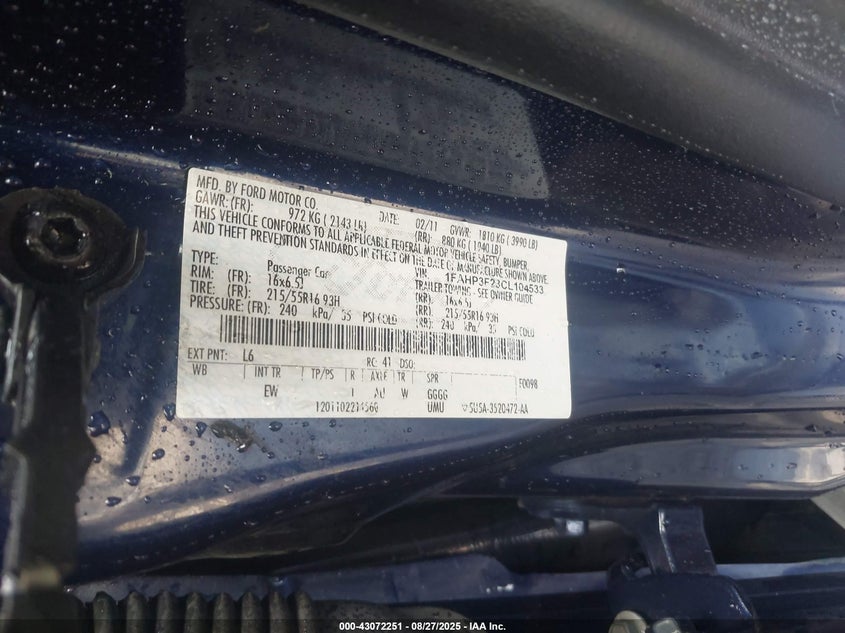 MFD. BY FORD MOTOR CO. DATE: 02/11 GVWR: 1810 KG ( 3990 LB)
GAWR: (FR): 972 KG ( 2143 LB) (RR): 880 KG ( 1940 LB)
THIS VEHICLE CONFORMS TO ALL APPLICABLE FEDERAL MOTOR VEHICLE SAFETY, BUMPER,
AND THEFT PREVENTION STANDARDS IN EFFECT ON THE DATE OF MANUFACTURE SHOWN ABOVE.
VIN: 1FAHP3F23CL104533
TYPE: Passenger Car TRAILER TOWING - SEE OWNER GUIDE
RIM: (FR): 16x6.5J (RR): 16x6.5J
TIRE: (FR): 215/55R16 93H (RR): 215/55R16 93H
PRESSURE: (FR): 240 kPa/ 35 PSI COLD (RR): 240 kPa/ 35 PSI COLD
EXT PNT: L6 RC: 41 DSO:
WB INT TR TP/PS R AXLE TR SPR F0098
EW I AU W GGGG
UMU ▽5U5A-3520472-AA
000-43072251 - 08/27/2025 - IAA Inc.